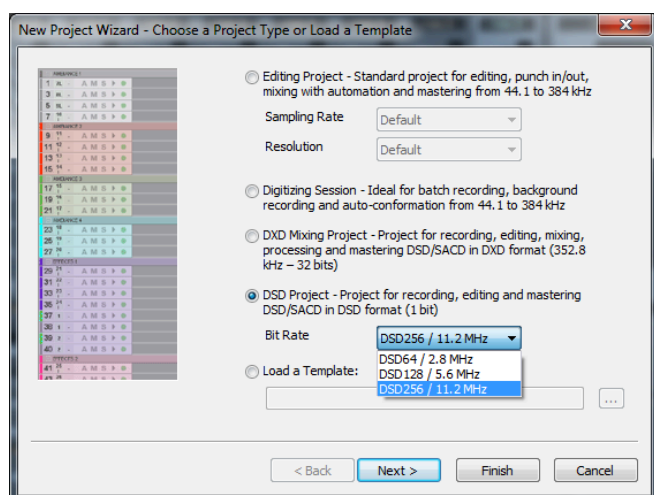 New Project Wizard - Choose a Project Type or Load a Template
Editing Project - Standard project for editing, punch in/out,
mixing with automation and mastering from 44.1 to 384 kHz
Sampling Rate
Default
Resolution
Default
Digitizing Session - Ideal for batch recording, background
recording and auto-conformation from 44.1 to 384 kHz
DXD Mixing Project - Project for recording, editing, mixing,
processing and mastering DSD/SACD in DXD format (352.8
kHz – 32 bits)
DSD Project - Project for recording, editing and mastering
DSD/SACD in DSD format (1 bit)
Bit Rate
DSD256 / 11.2 MHz
DSD64 / 2.8 MHz
DSD128 / 5.6 MHz
DSD256 / 11.2 MHz
Load a Template:
...
< Back
Next >
Finish
Cancel